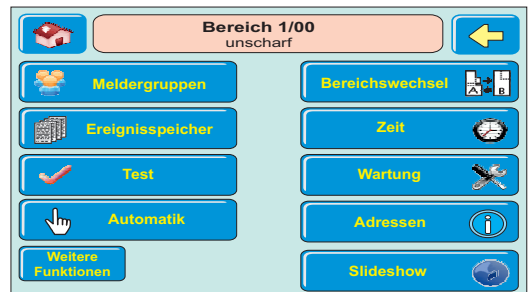 Bereich 1/00
unscharf
Meldergruppen
Bereichswechsel
A
B
Ereignisspeicher
Zeit
Test
Wartung
Automatik
Adressen
Weitere
Funktionen
Slideshow